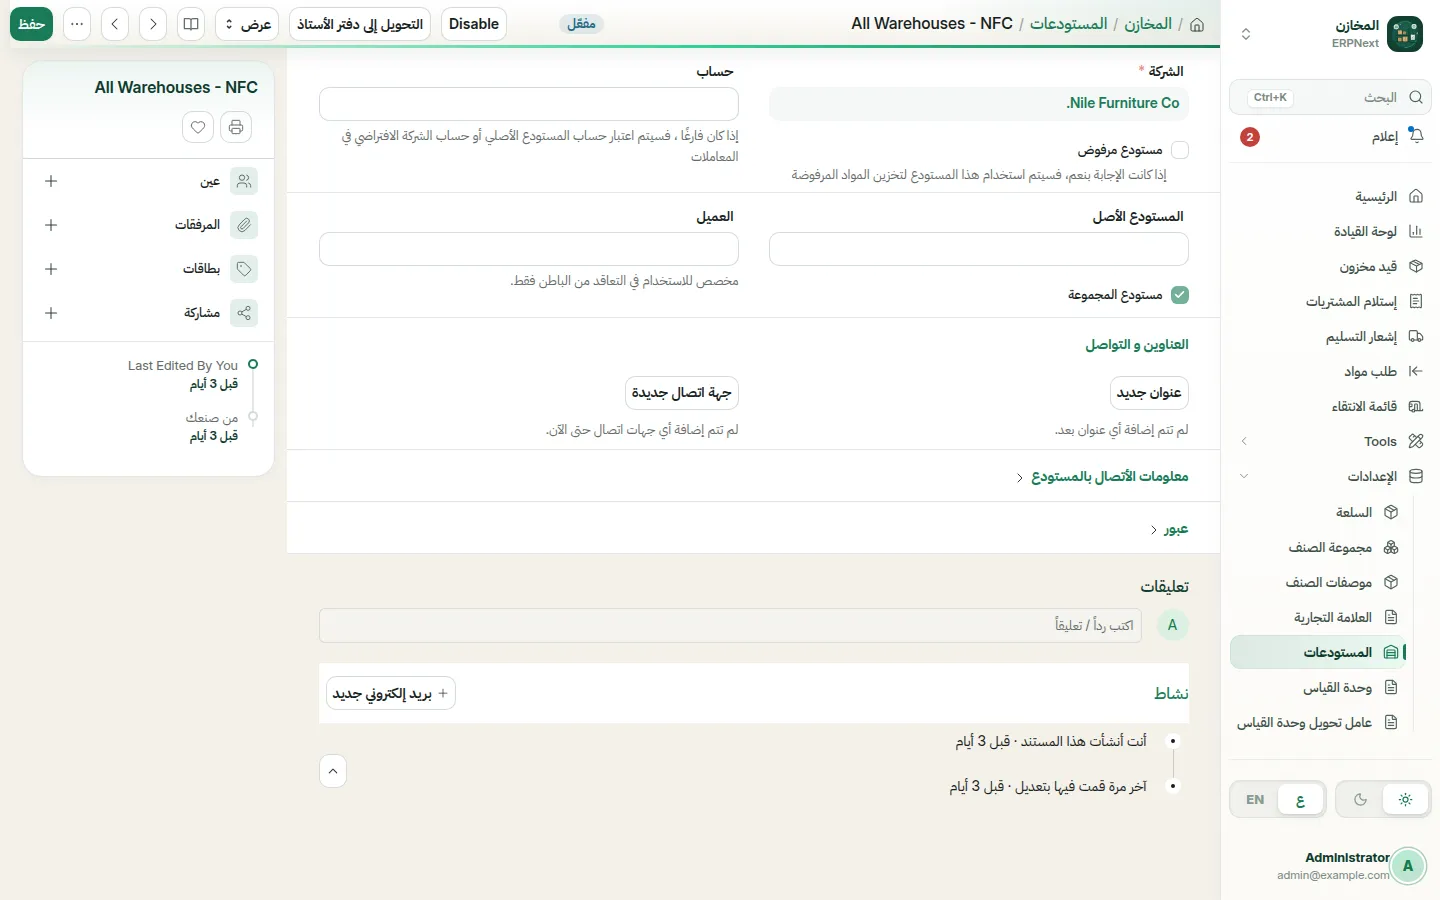 المخازن
ERPNext
البحث
Ctrl+K
إعلام
2
الرئيسية
لوحة القيادة
قيد مخزون
إستلام المشتريات
إشعار التسليم
طلب مواد
قائمة الانتقاء
Tools
الإعدادات
السلعة
مجموعة الصنف
موصفات الصنف
العلامة التجارية
المستودعات
وحدة القياس
عامل تحويل وحدة القياس
ع
EN
Administrator
admin@example.com
A
المخازن / المستودعات / All Warehouses - NFC
مفعّل
Disable
التحويل إلى دفتر الأستاذ
عرض
حفظ
الشركة *
Nile Furniture Co.
مستودع مرفوض
إذا كانت الإجابة بنعم، فسيتم استخدام هذا المستودع لتخزين المواد المرفوضة
حساب
إذا كان فارغًا ، فسيتم اعتبار حساب المستودع الأصلي أو حساب الشركة الافتراضي في
المعاملات
المستودع الأصل
مستودع المجموعة
العميل
مخصص للاستخدام في التعاقد من الباطن فقط.
العناوين و التواصل
عنوان جديد
لم تتم إضافة أي عنوان بعد.
جهة اتصال جديدة
لم تتم إضافة أي جهات اتصال حتى الآن.
معلومات الأتصال بالمستودع
عبور
تعليقات
A
اكتب رداً / تعليقاً
نشاط
بريد إلكتروني جديد
أنت أنشأت هذا المستند · قبل 3 أيام
آخر مرة قمت فيها بتعديل · قبل 3 أيام
All Warehouses - NFC
عين
المرفقات
بطاقات
مشاركة
Last Edited By You
قبل 3 أيام
من صنعك
قبل 3 أيام